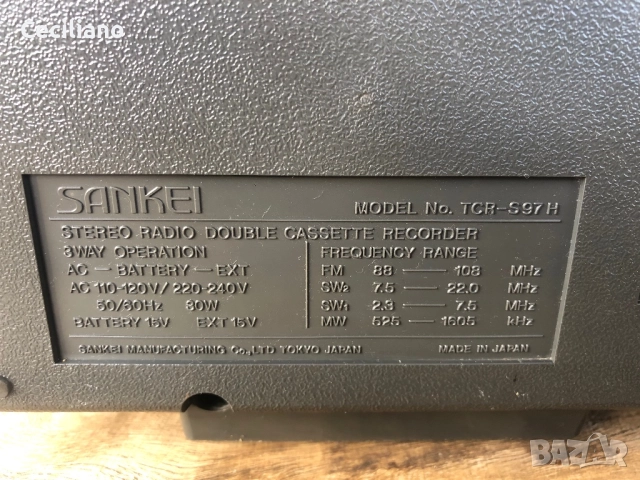 Ceciliano
SANKEI
MODEL No. TCR-S97H
STEREO RADIO DOUBLE CASSETTE RECORDER
3WAY OPERATION
AC — BATTERY — EXT
AC 110-120V/220-240V
50/60Hz 30W
BATTERY 15V EXT 15V
FREQUENCY RANGE
FM 88 — 108 MHz
SW2 7.5 — 22.0 MHz
SW1 2.3 — 7.5 MHz
MW 525 — 1605 kHz
SANKEI MANUFACTURING Co.,LTD TOKYO JAPAN
MADE IN JAPAN
BAZAR